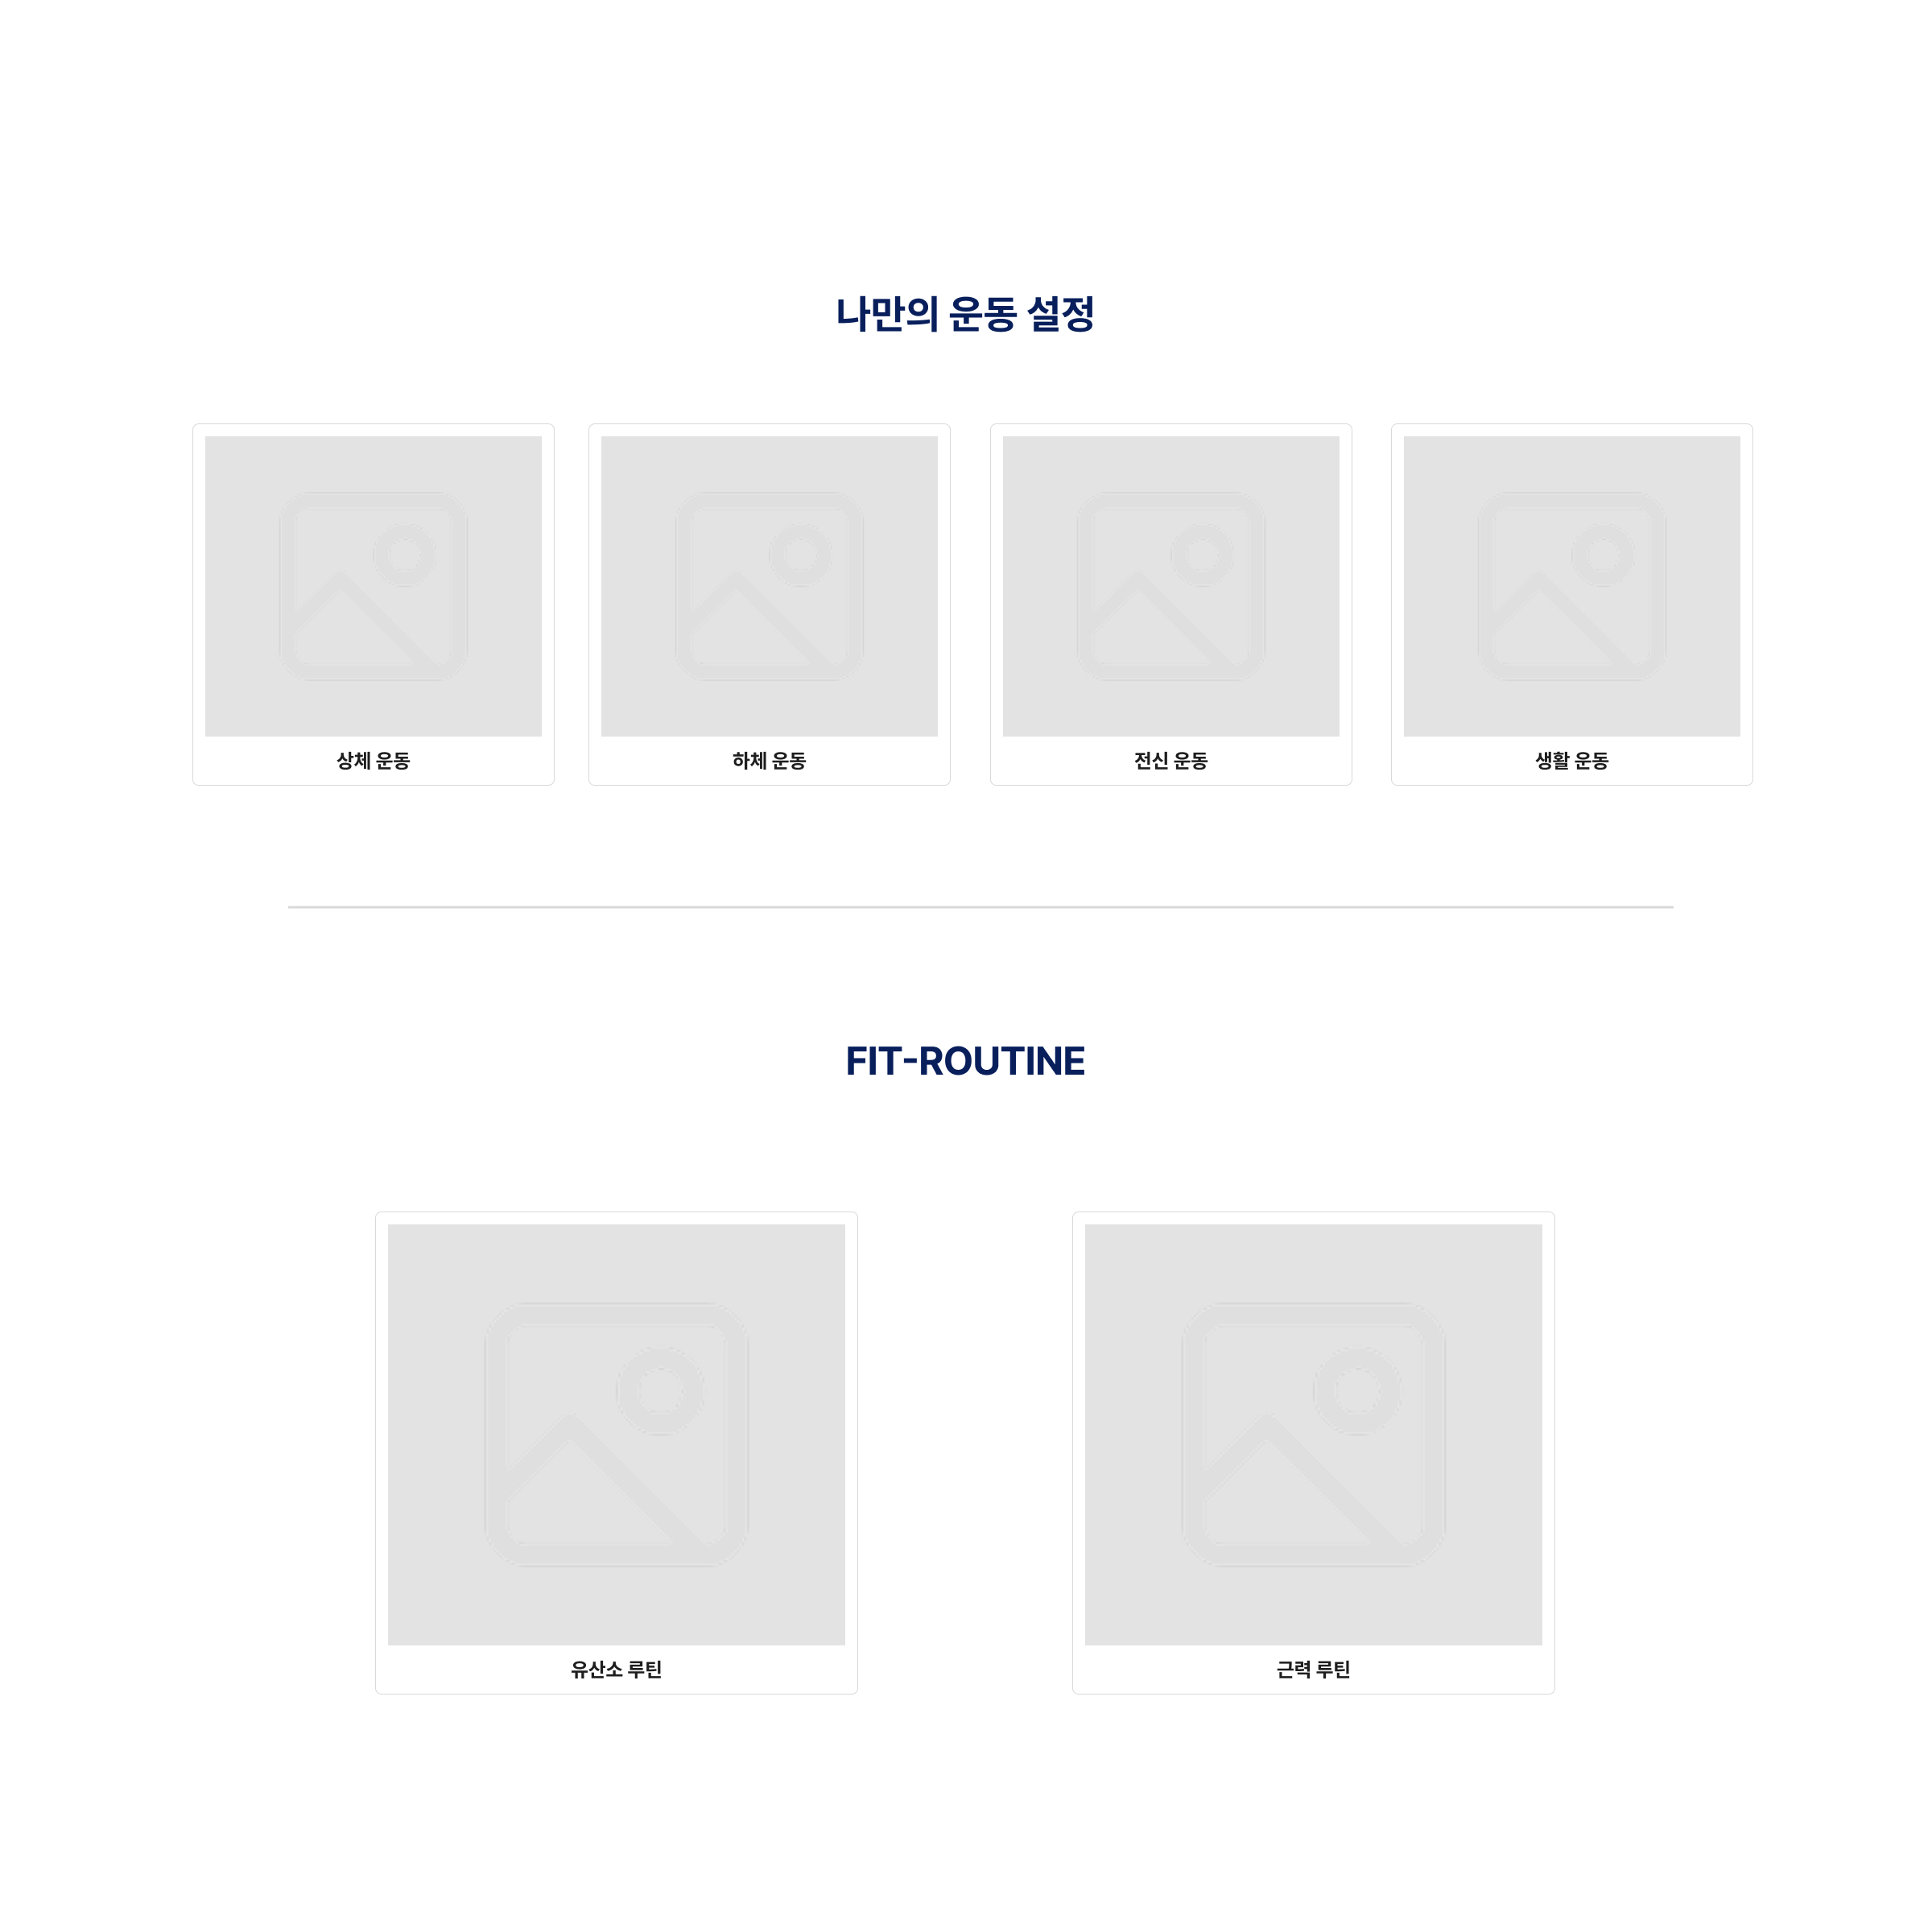 나만의 운동 설정
상체 운동
하체 운동
전신 운동
생활 운동
FIT-ROUTINE
유산소 루틴
근력 루틴